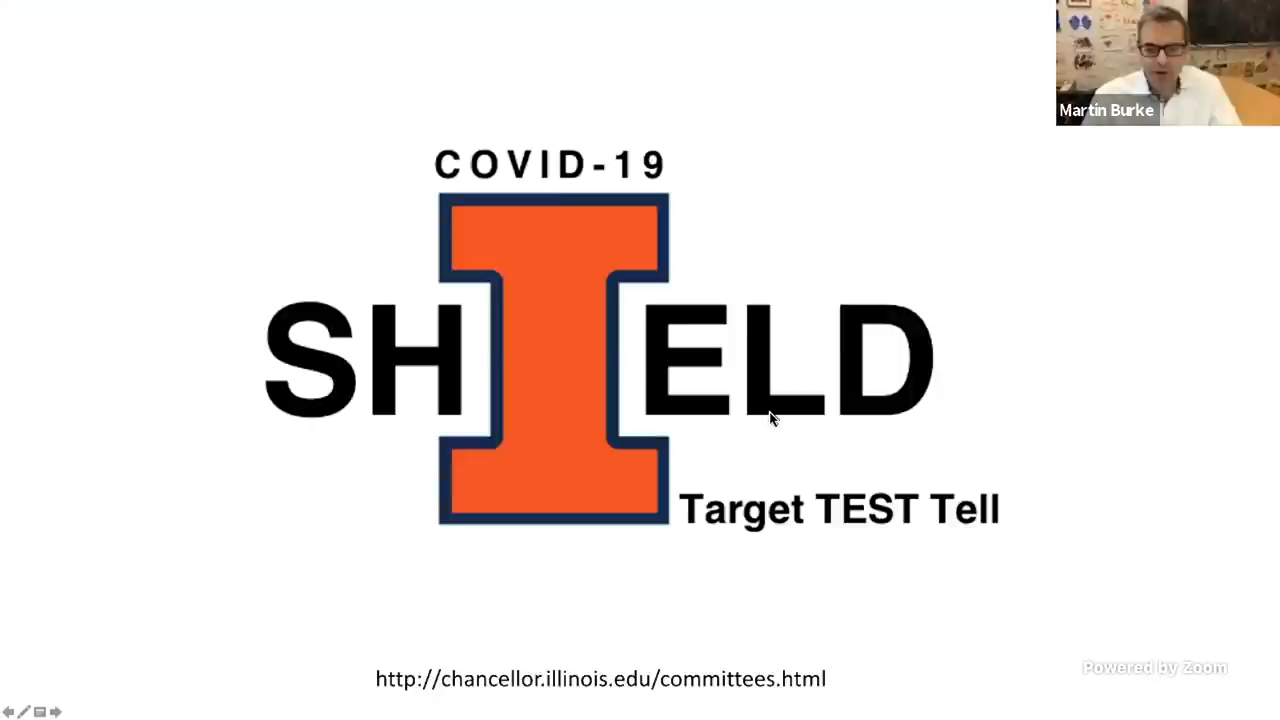 Martin Burke
COVID-19
SHIELD
Target TEST Tell
http://chancellor.illinois.edu/committees.html
Powered by Zoom